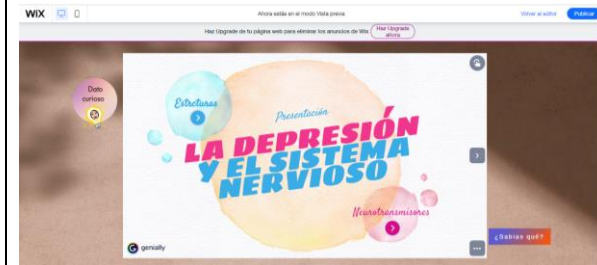 WiX
Ahora estás en el modo Vista previa
Volver al editor
Publicar
Haz Upgrade de tu página web para eliminar los anuncios de Wix
Haz Upgrade
ahora
Dato
curioso
Estructuras
Presentación
LA DEPRESIÓN
Y EL SISTEMA
NERVIOSO
Neurotransmisores
genially
¿Sabias qué?